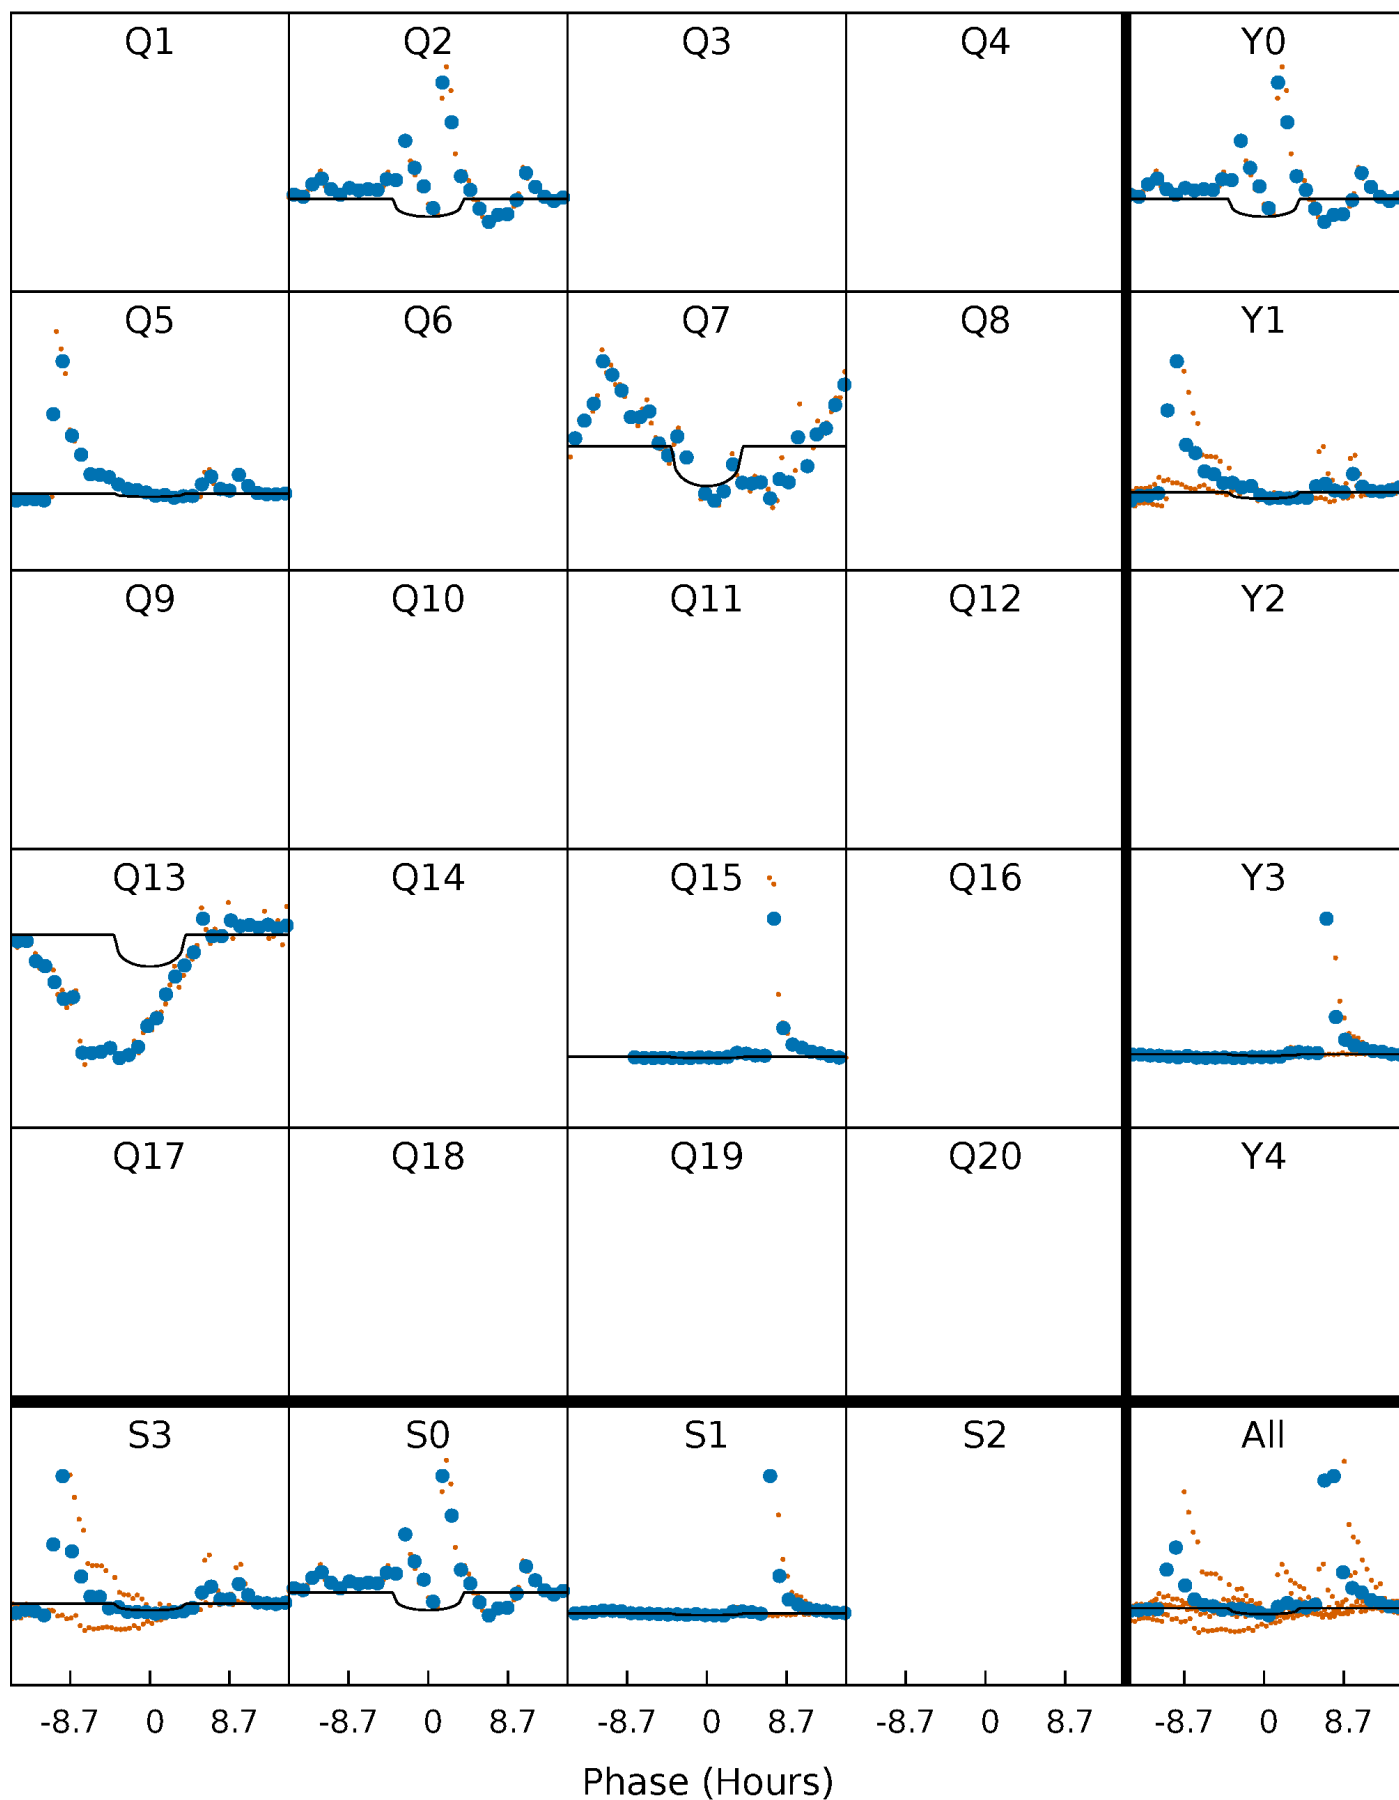 Q1 Q2 Q3 Q4 Y0
Q5 Q6 Q7 Q8 Y1
Q9 Q10 Q11 Q12 Y2
Q13 Q14 Q15 Q16 Y3
Q17 Q18 Q19 Q20 Y4
S3 S0 S1 S2 All
-8.7 0 8.7 -8.7 0 8.7 -8.7 0 8.7 -8.7 0 8.7 -8.7 0 8.7
Phase (Hours)